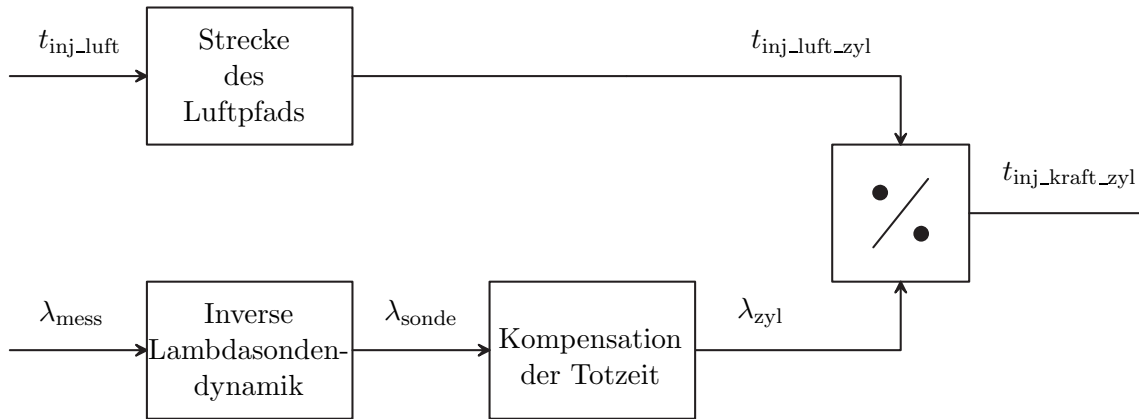 t_inj_luft
Strecke
des
Luftpfads
t_inj_luft_zyl
t_inj_kraft_zyl
λ_mess
Inverse
Lambdasonden-
dynamik
λ_sonde
Kompensation
der Totzeit
λ_zyl